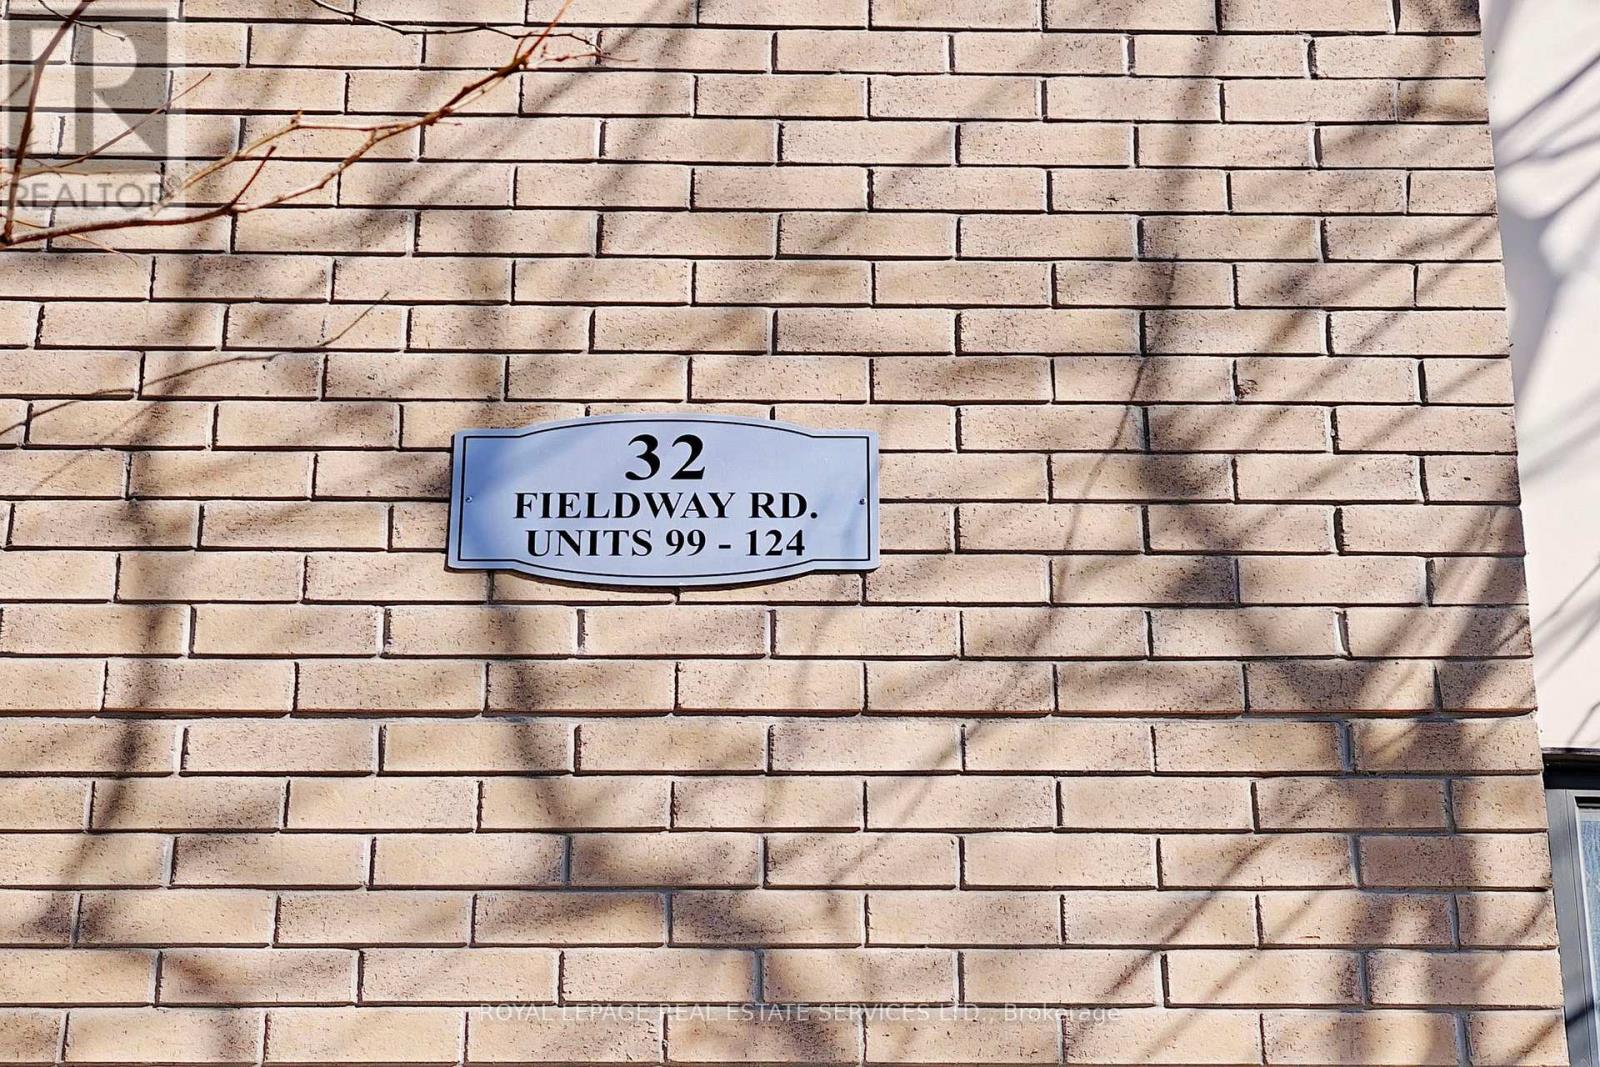 REALTOR®
32
FIELDWAY RD.
UNITS 99 - 124
ROYAL LEPAGE REAL ESTATE SERVICES LTD., Brokerage